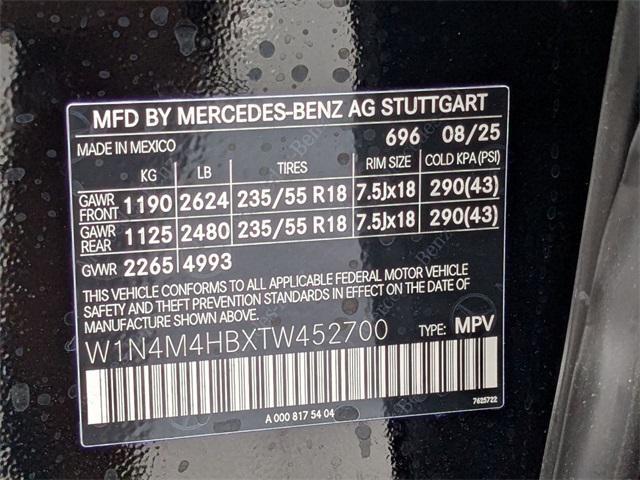 MFD BY MERCEDES-BENZ AG STUTTGART
MADE IN MEXICO 696 08/25
KG LB TIRES RIM SIZE COLD KPA(PSI)
GAWR FRONT 1190 2624 235/55 R18 7.5Jx18 290(43)
GAWR REAR 1125 2480 235/55 R18 7.5Jx18 290(43)
GVWR 2265 4993
THIS VEHICLE CONFORMS TO ALL APPLICABLE FEDERAL MOTOR VEHICLE
SAFETY AND THEFT PREVENTION STANDARDS IN EFFECT ON THE DATE OF
MANUFACTURE SHOWN ABOVE.
W1N4M4HBXTW452700 TYPE: MPV
7625722
A 000 817 54 04